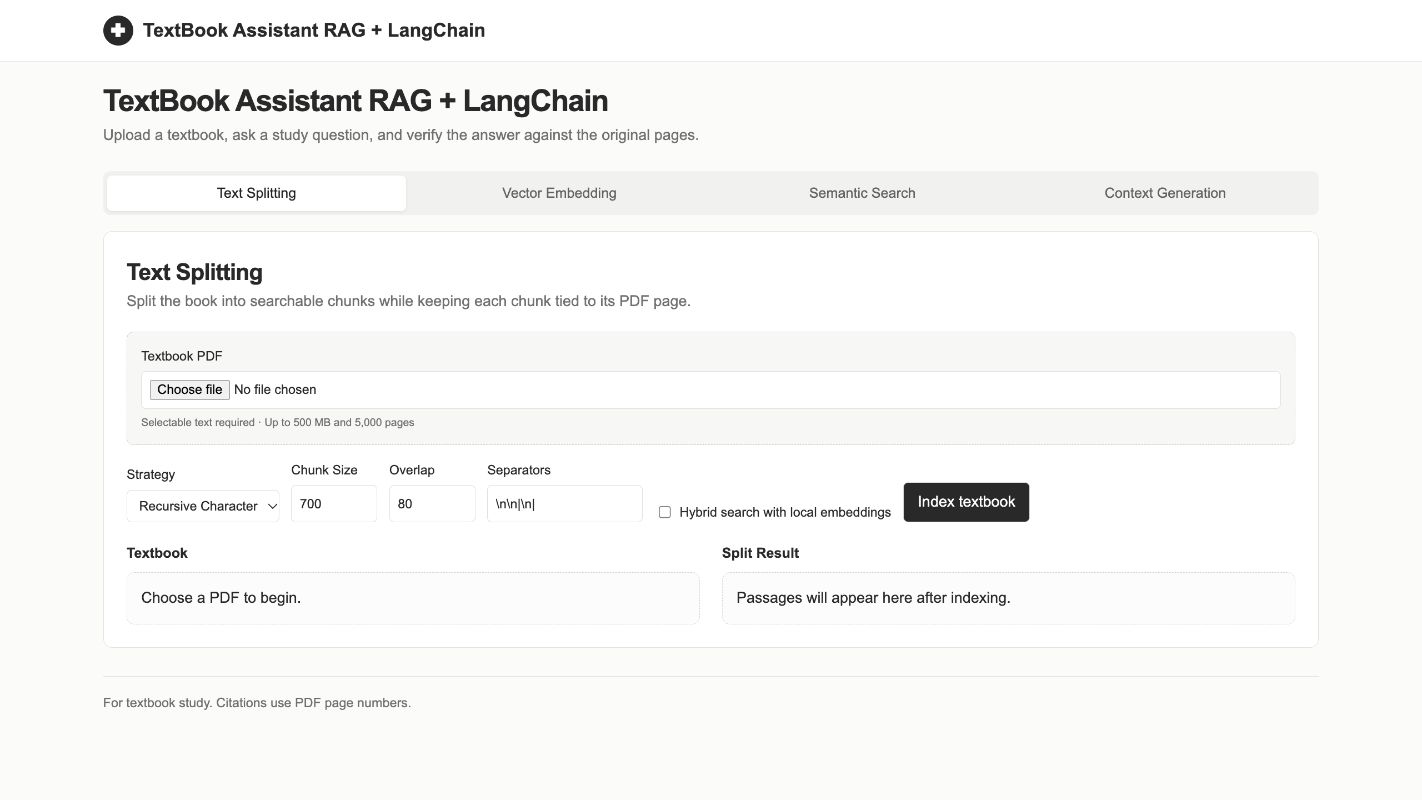 TextBook Assistant RAG + LangChain
TextBook Assistant RAG + LangChain
Upload a textbook, ask a study question, and verify the answer against the original pages.
Text Splitting
Vector Embedding
Semantic Search
Context Generation
Text Splitting
Split the book into searchable chunks while keeping each chunk tied to its PDF page.
Textbook PDF
Choose file No file chosen
Selectable text required · Up to 500 MB and 5,000 pages
Strategy
Recursive Character
Chunk Size
700
Overlap
80
Separators
\n\n|\n|
Hybrid search with local embeddings
Index textbook
Textbook
Choose a PDF to begin.
Split Result
Passages will appear here after indexing.
For textbook study. Citations use PDF page numbers.